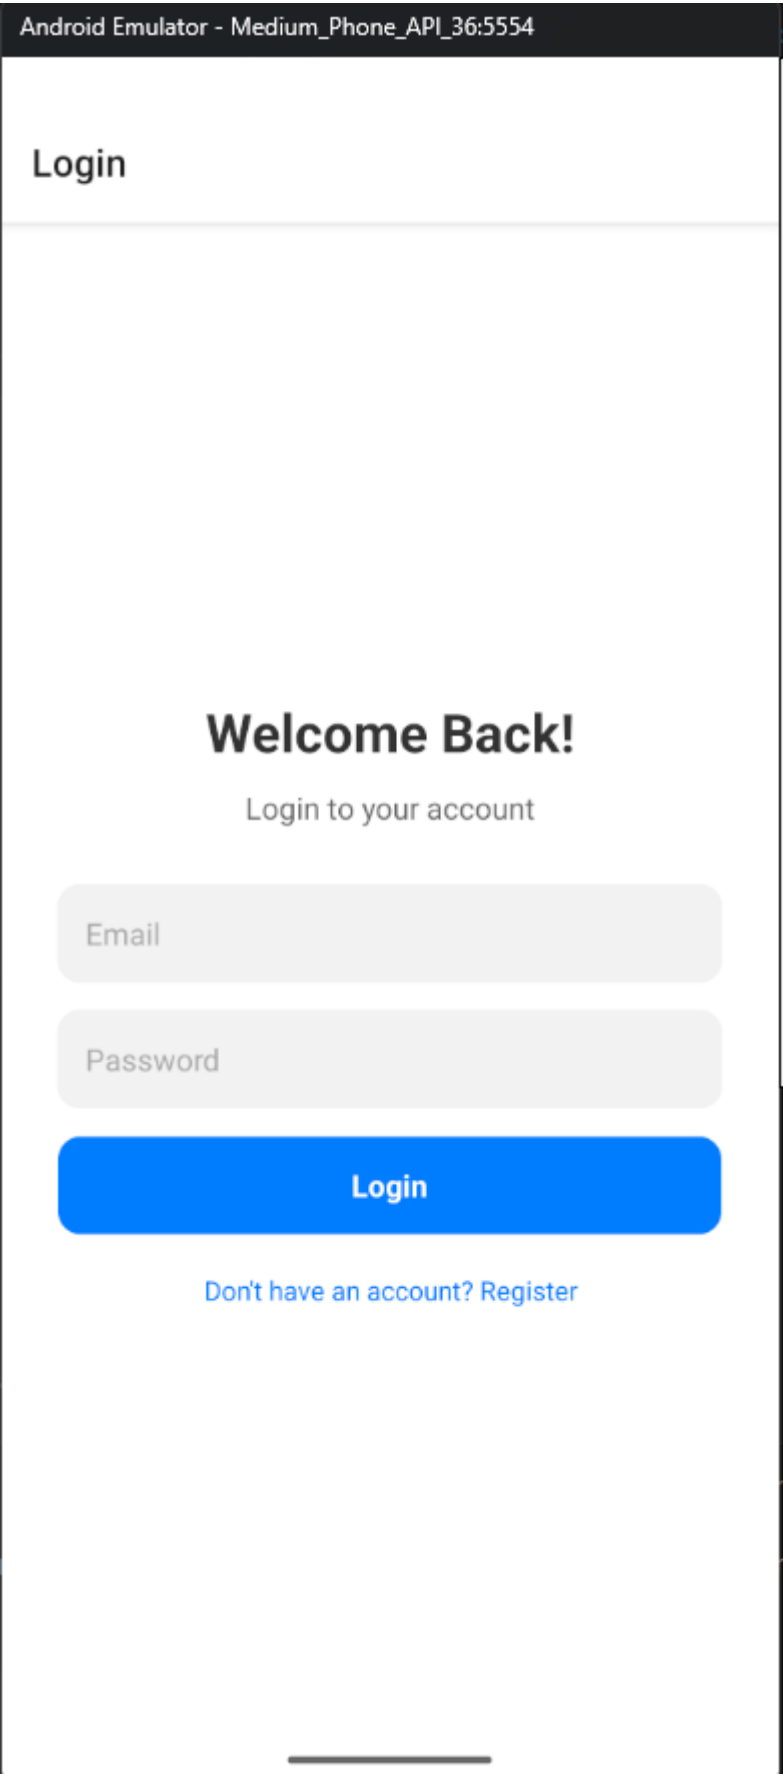 Android Emulator - Medium_Phone_API_36:5554
Login
Welcome Back!
Login to your account
Email
Password
Login
Don't have an account? Register